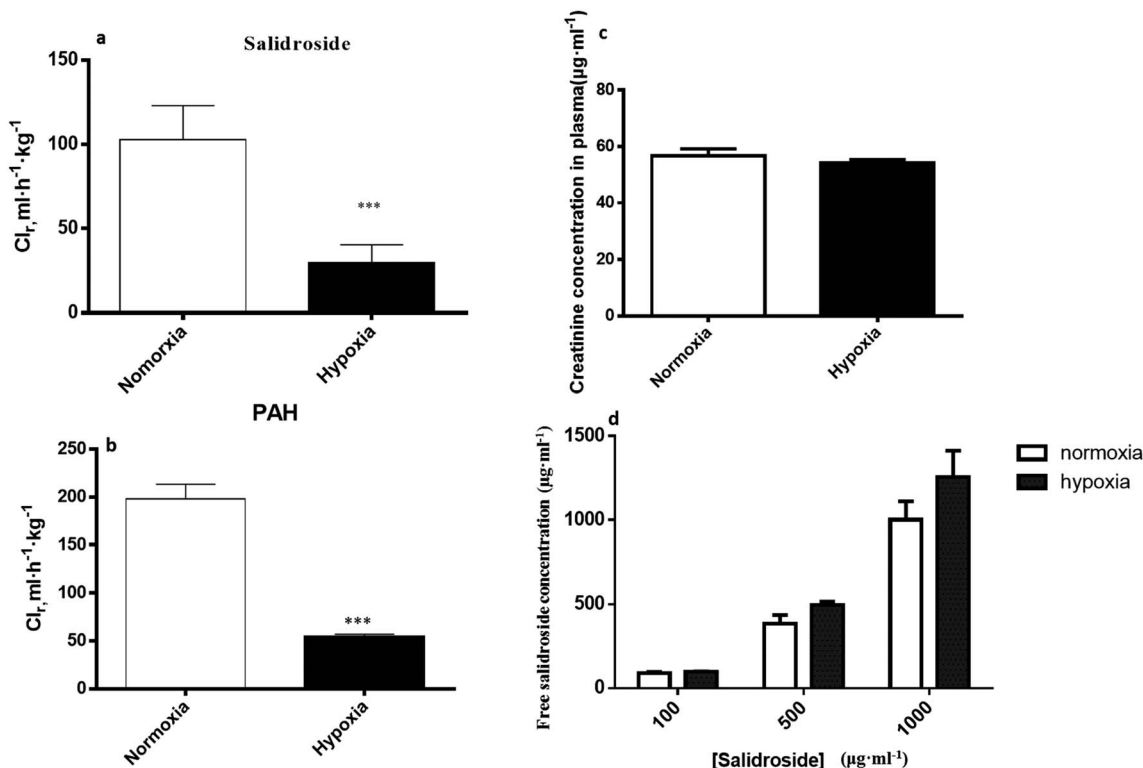 a
Salidroside
150
100
50
0
Cl r, ml·h⁻¹·kg⁻¹
***
Nomorxia
Hypoxia
c
80
60
40
20
0
Creatinine concentration in plasma(µg·ml⁻¹)
Normoxia
Hypoxia
PAH
b
250
200
150
100
50
0
Cl r, ml·h⁻¹·kg⁻¹
***
Normoxia
Hypoxia
d
1500
1000
500
0
Free salidroside concentration (µg·ml⁻¹)
normoxia
hypoxia
100
500
1000
[Salidroside] (µg·ml⁻¹)